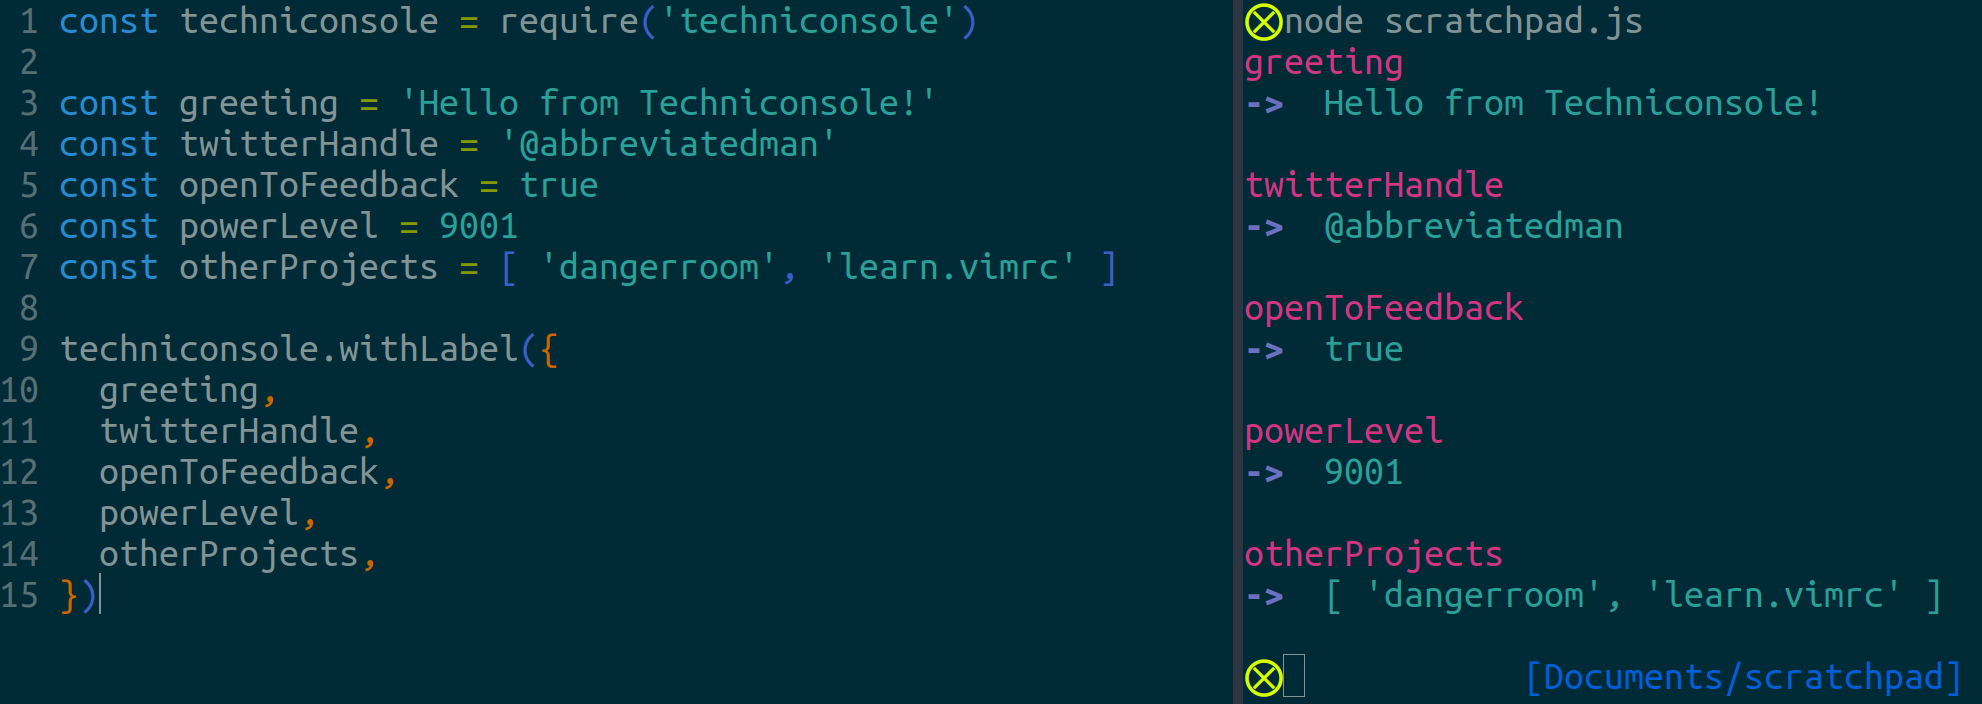 1 const techniconsole = require('techniconsole')
2
3 const greeting = 'Hello from Techniconsole!'
4 const twitterHandle = '@abbreviatedman'
5 const openToFeedback = true
6 const powerLevel = 9001
7 const otherProjects = [ 'dangerroom', 'learn.vimrc' ]
8
9 techniconsole.withLabel({
10   greeting,
11   twitterHandle,
12   openToFeedback,
13   powerLevel,
14   otherProjects,
15 })
⨂node scratchpad.js
greeting
->  Hello from Techniconsole!
twitterHandle
->  @abbreviatedman
openToFeedback
->  true
powerLevel
->  9001
otherProjects
->  [ 'dangerroom', 'learn.vimrc' ]
⨂ [Documents/scratchpad]